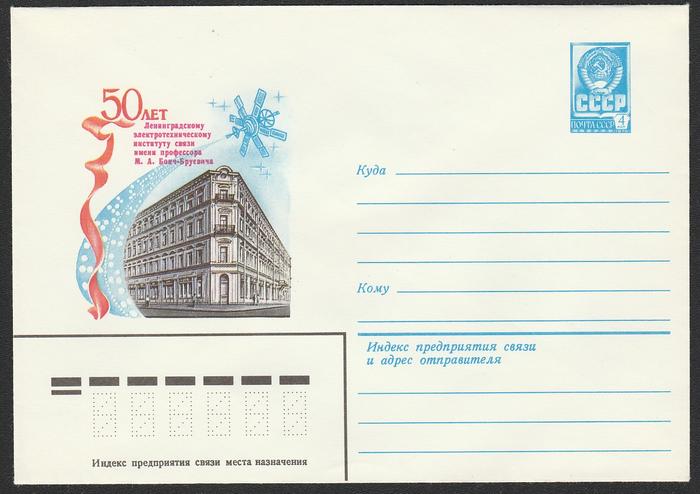 50 ЛЕТ
Ленинградскому
электротехническому
институту связи
имени профессора
М. А. Бонч-Бруевича
СССР
ПОЧТА СССР 4
Куда
Кому
Индекс предприятия связи
и адрес отправителя
Индекс предприятия связи места назначения